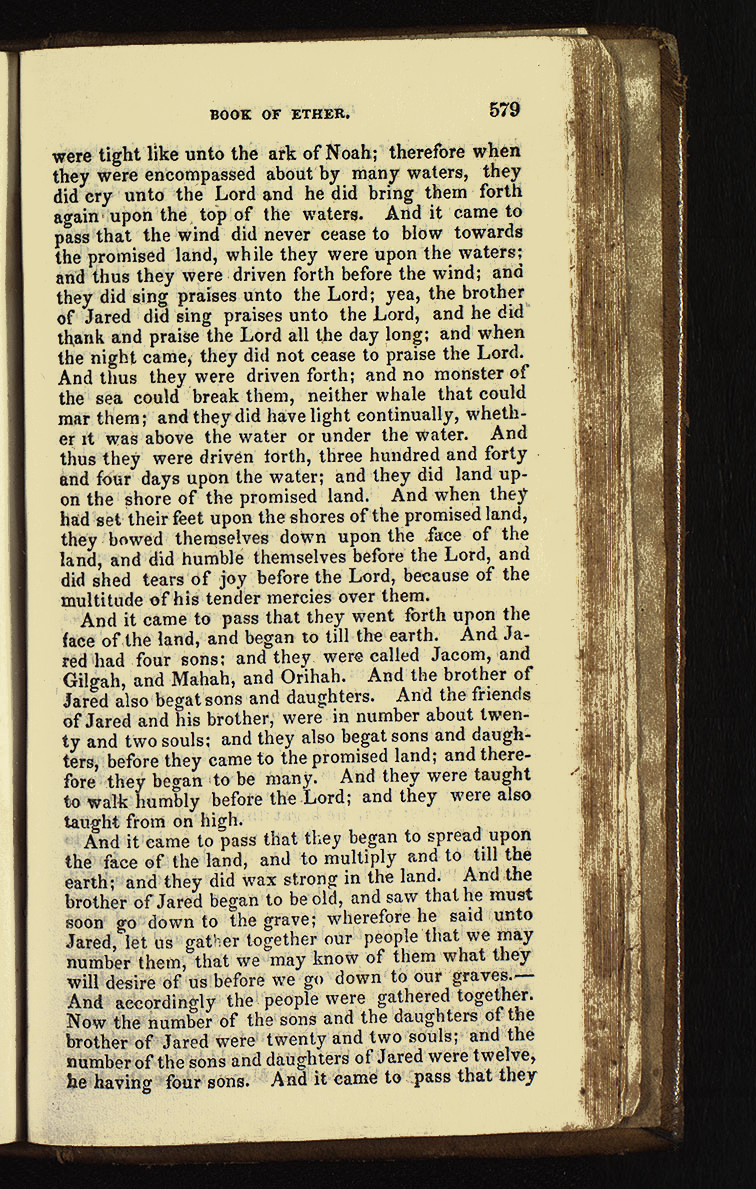 BOOK OF ETHER. 579
were tight like unto the ark of Noah; therefore when
they were encompassed about by many waters, they
did cry unto the Lord and he did bring them forth
again upon the top of the waters. And it came to
pass that the wind did never cease to blow towards
the promised land, while they were upon the waters;
and thus they were driven forth before the wind; and
they did sing praises unto the Lord; yea, the brother
of Jared did sing praises unto the Lord, and he did
thank and praise the Lord all the day long; and when
the night came, they did not cease to praise the Lord.
And thus they were driven forth; and no monster of
the sea could break them, neither whale that could
mar them; and they did have light continually, wheth-
er it was above the water or under the water. And
thus they were driven forth, three hundred and forty
and four days upon the water; and they did land up-
on the shore of the promised land. And when they
had set their feet upon the shores of the promised land,
they bowed themselves down upon the face of the
land, and did humble themselves before the Lord, and
did shed tears of joy before the Lord, because of the
multitude of his tender mercies over them.
And it came to pass that they went forth upon the
face of the land, and began to till the earth. And Ja-
red had four sons; and they were called Jacom, and
Gilgah, and Mahah, and Orihah. And the brother of
Jared also begat sons and daughters. And the friends
of Jared and his brother, were in number about twen-
ty and two souls; and they also begat sons and daugh-
ters, before they came to the promised land; and there-
fore they began to be many. And they were taught
to walk humbly before the Lord; and they were also
taught from on high.
And it came to pass that they began to spread upon
the face of the land, and to multiply and to till the
earth; and they did wax strong in the land. And the
brother of Jared began to be old, and saw that he must
soon go down to the grave; wherefore he said unto
Jared, let us gather together our people that we may
number them, that we may know of them what they
will desire of us before we go down to our graves.—
And accordingly the people were gathered together.
Now the number of the sons and the daughters of the
brother of Jared were twenty and two souls; and the
number of the sons and daughters of Jared were twelve,
he having four sons. And it came to pass that they